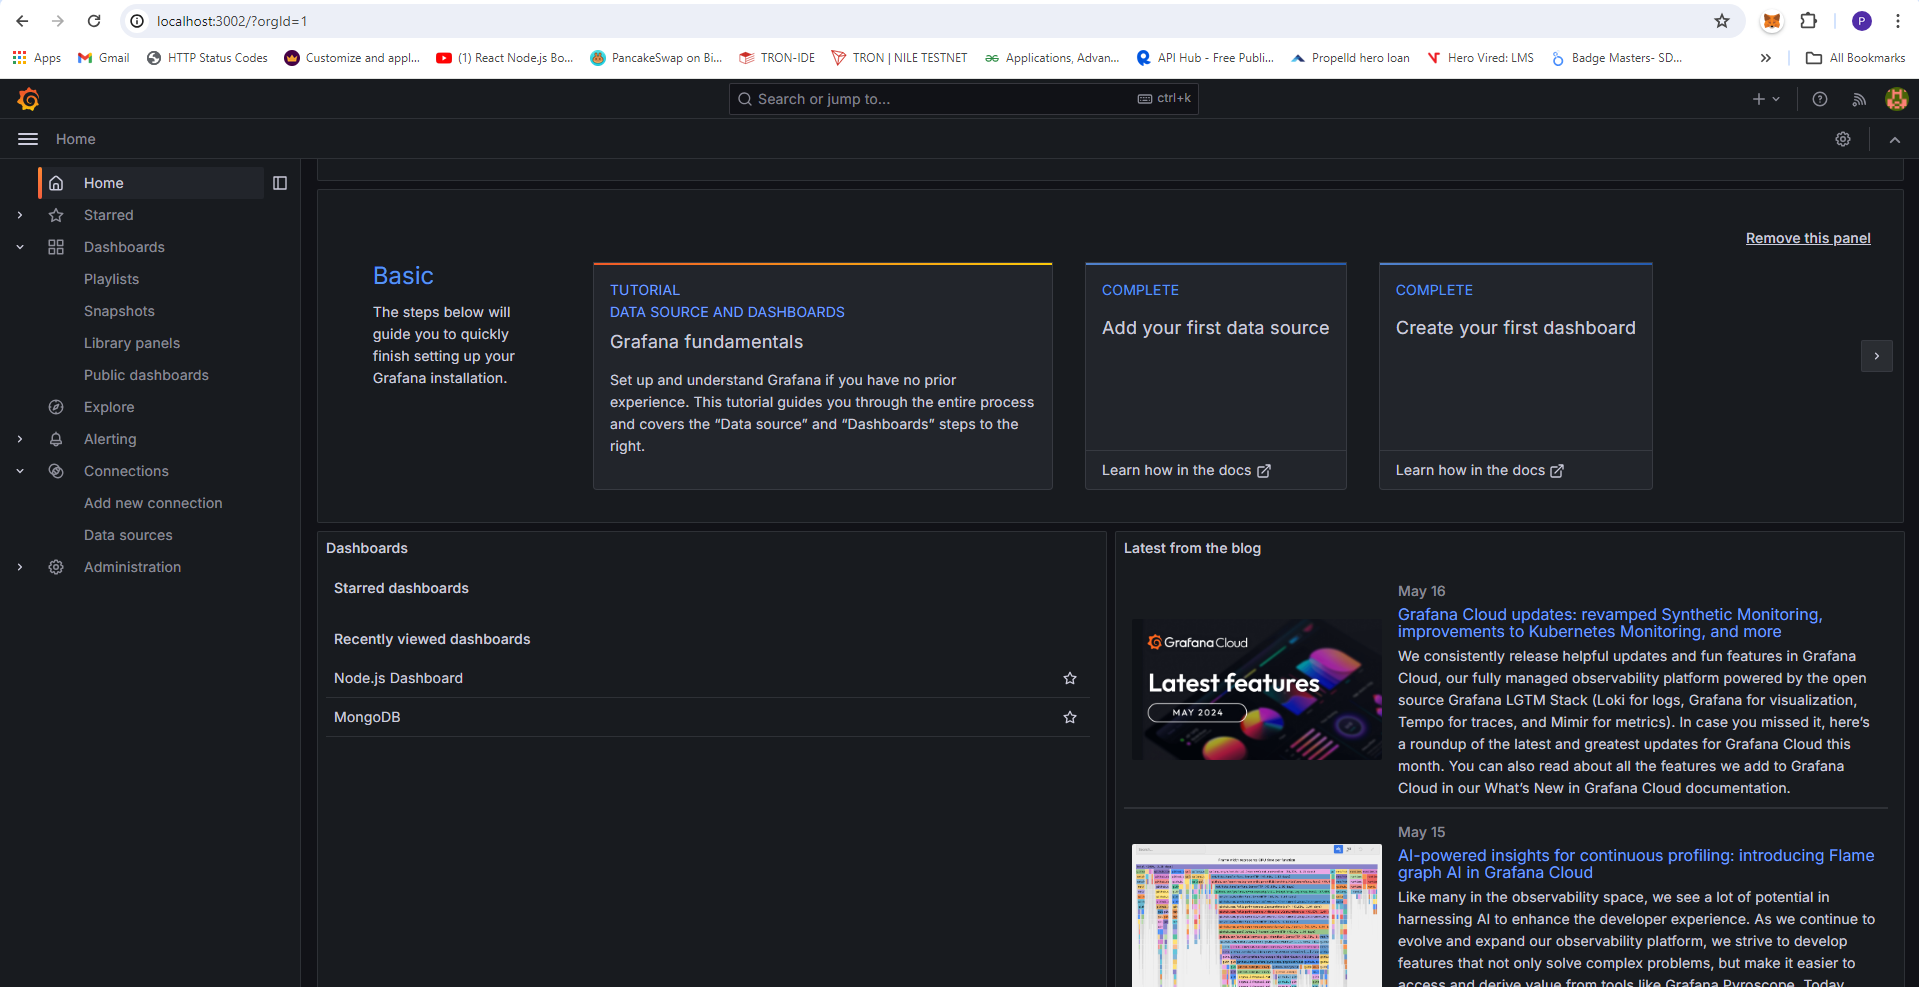 localhost:3002/?orgId=1
P
Apps
Gmail
HTTP Status Codes
Customize and appl...
(1) React Node.js Bo...
PancakeSwap on Bi...
TRON-IDE
TRON | NILE TESTNET
Applications, Advan...
API Hub - Free Publi...
Propelld hero loan
Hero Vired: LMS
Badge Masters- SD...
All Bookmarks
Search or jump to...
ctrl+k
Home
Home
Starred
Dashboards
Playlists
Snapshots
Library panels
Public dashboards
Explore
Alerting
Connections
Add new connection
Data sources
Administration
Remove this panel
Basic
The steps below will
guide you to quickly
finish setting up your
Grafana installation.
TUTORIAL
DATA SOURCE AND DASHBOARDS
Grafana fundamentals
Set up and understand Grafana if you have no prior
experience. This tutorial guides you through the entire process
and covers the “Data source” and “Dashboards” steps to the
right.
COMPLETE
Add your first data source
Learn how in the docs
COMPLETE
Create your first dashboard
Learn how in the docs
Dashboards
Starred dashboards
Recently viewed dashboards
Node.js Dashboard
MongoDB
Latest from the blog
Grafana Cloud
Latest features
MAY 2024
May 16
Grafana Cloud updates: revamped Synthetic Monitoring,
improvements to Kubernetes Monitoring, and more
We consistently release helpful updates and fun features in Grafana
Cloud, our fully managed observability platform powered by the open
source Grafana LGTM Stack (Loki for logs, Grafana for visualization,
Tempo for traces, and Mimir for metrics). In case you missed it, here’s
a roundup of the latest and greatest updates for Grafana Cloud this
month. You can also read about all the features we add to Grafana
Cloud in our What’s New in Grafana Cloud documentation.
May 15
AI-powered insights for continuous profiling: introducing Flame
graph AI in Grafana Cloud
Like many in the observability space, we see a lot of potential in
harnessing AI to enhance the developer experience. As we continue to
evolve and expand our observability platform, we strive to develop
features that not only solve complex problems, but make it easier to
access and derive value from tools like Grafana Pyroscope. Today,